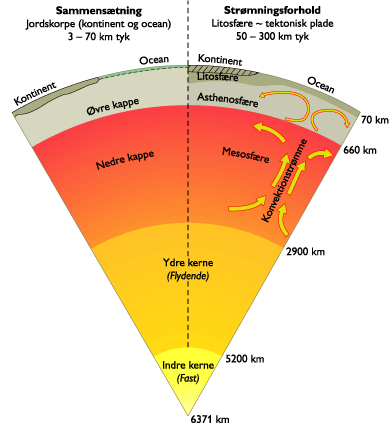 Sammensætning
Jordskorpe (kontinent og ocean)
3 – 70 km tyk
Strømningsforhold
Litosfære ~ tektonisk plade
50 – 300 km tyk
Kontinent
Ocean
Kontinent
Ocean
Litosfære
Øvre kappe
Asthenosfære
70 km
660 km
Nedre kappe
Mesosfære
Konvektionstrømme
2900 km
Ydre kerne
(Flydende)
5200 km
Indre kerne
(Fast)
6371 km